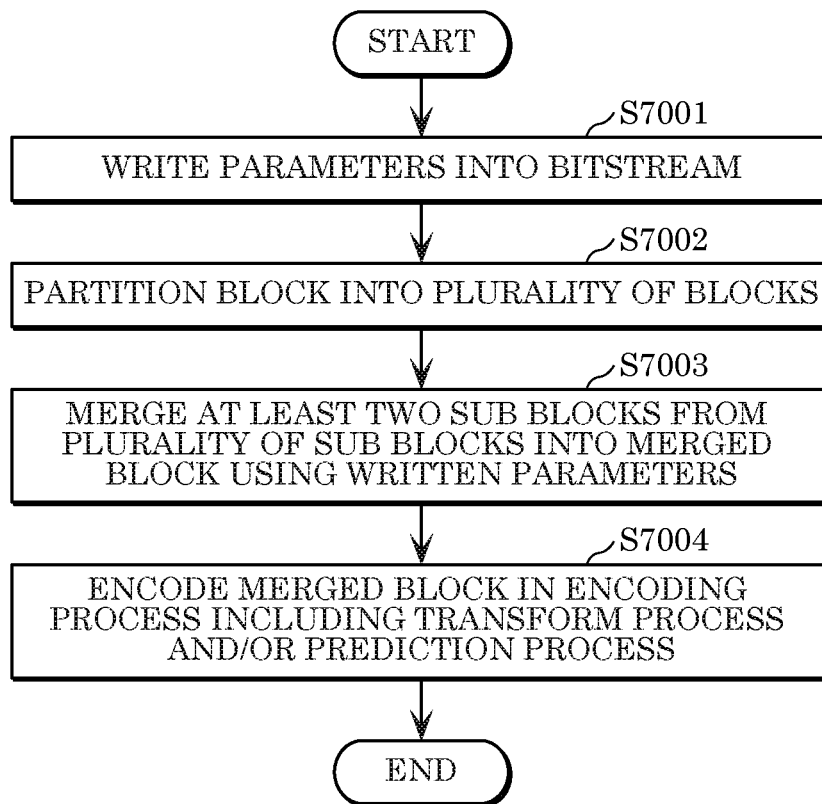 START
S7001
WRITE PARAMETERS INTO BITSTREAM
S7002
PARTITION BLOCK INTO PLURALITY OF BLOCKS
S7003
MERGE AT LEAST TWO SUB BLOCKS FROM
PLURALITY OF SUB BLOCKS INTO MERGED
BLOCK USING WRITTEN PARAMETERS
S7004
ENCODE MERGED BLOCK IN ENCODING
PROCESS INCLUDING TRANSFORM PROCESS
AND/OR PREDICTION PROCESS
END